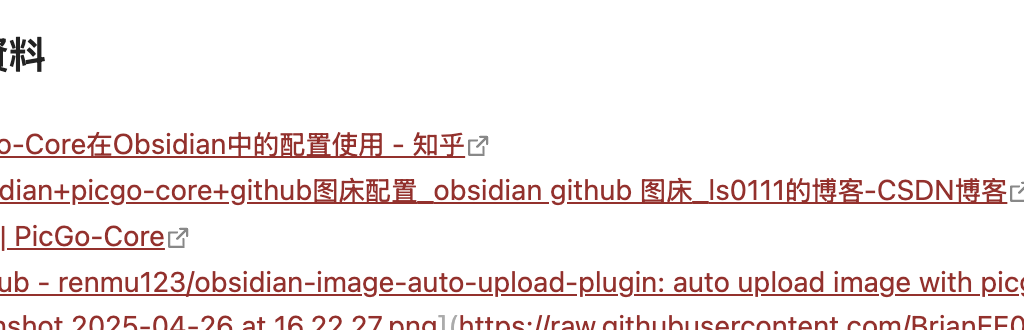 資料
o-Core在Obsidian中的配置使用 - 知乎
dian+picgo-core+github图床配置_obsidian github 图床_ls0111的博客-CSDN博客
| PicGo-Core
ub - renmu123/obsidian-image-auto-upload-plugin: auto upload image with picg
nshot 2025-04-26 at 16.22.27.png](https://raw.githubusercontent.com/BrianEE0